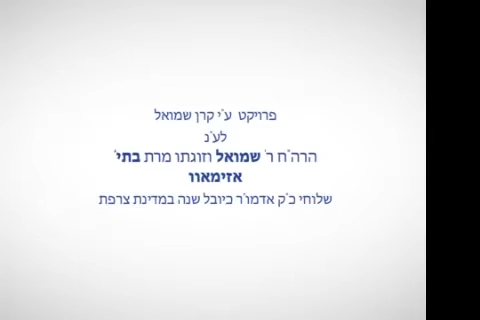 פרויקט ע"י קרן שמואל
לע"נ
הרה"ח ר' שמואל וזוגתו מרת בתי'
אזימאוו
שלוחי כ"ק אדמו"ר כיובל שנה במדינת צרפת